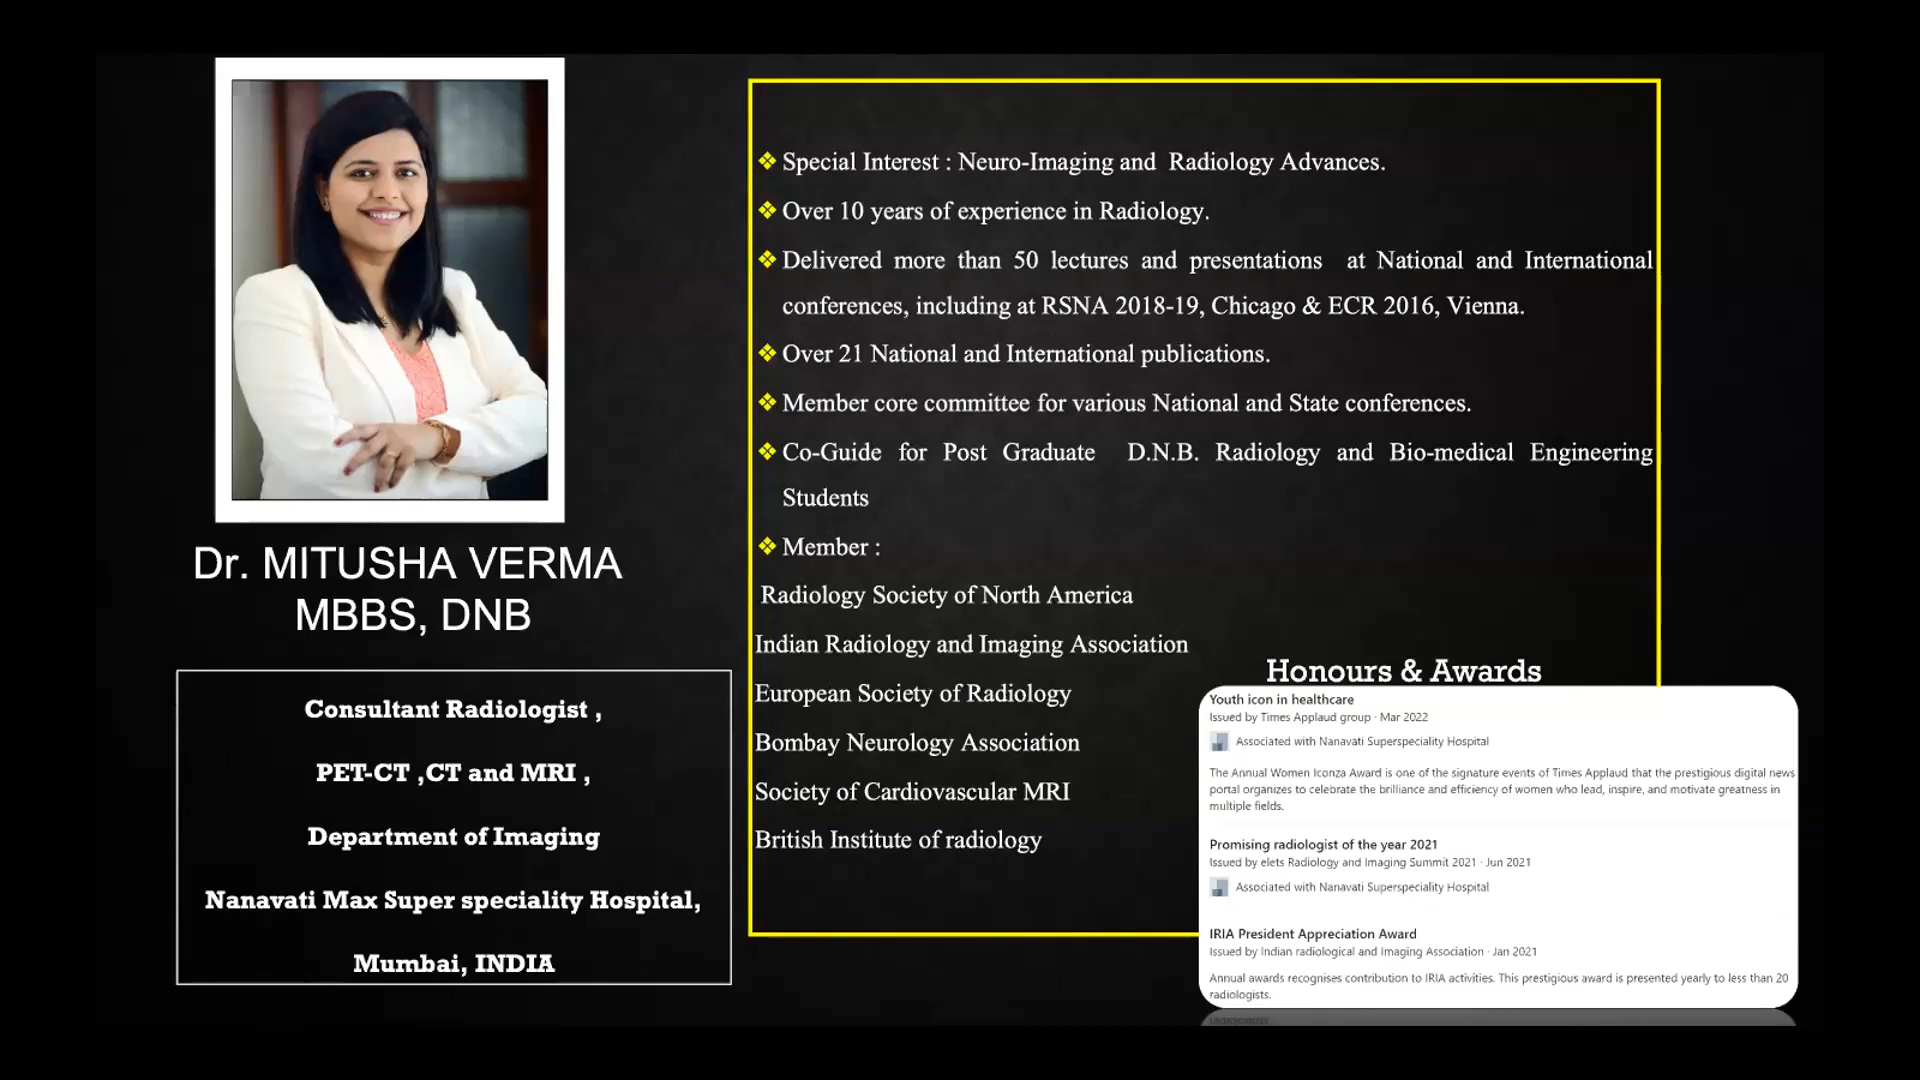 Dr. MITUSHA VERMA
MBBS, DNB
Consultant Radiologist ,
PET-CT ,CT and MRI ,
Department of Imaging
Nanavati Max Super speciality Hospital,
Mumbai, INDIA
❖ Special Interest : Neuro-Imaging and Radiology Advances.
❖ Over 10 years of experience in Radiology.
❖ Delivered more than 50 lectures and presentations at National and International
conferences, including at RSNA 2018-19, Chicago & ECR 2016, Vienna.
❖ Over 21 National and International publications.
❖ Member core committee for various National and State conferences.
❖ Co-Guide for Post Graduate D.N.B. Radiology and Bio-medical Engineering
Students
❖ Member :
Radiology Society of North America
Indian Radiology and Imaging Association
European Society of Radiology
Bombay Neurology Association
Society of Cardiovascular MRI
British Institute of radiology
Honours & Awards
Youth icon in healthcare
Issued by Times Applaud group · Mar 2022
Associated with Nanavati Superspeciality Hospital
The Annual Women Iconza Award is one of the signature events of Times Applaud that the prestigious digital news
portal organizes to celebrate the brilliance and efficiency of women who lead, inspire, and motivate greatness in
multiple fields.
Promising radiologist of the year 2021
Issued by elets Radiology and Imaging Summit 2021 · Jun 2021
Associated with Nanavati Superspeciality Hospital
IRIA President Appreciation Award
Issued by Indian radiological and Imaging Association · Jan 2021
Annual awards recognises contribution to IRIA activities. This prestigious award is presented yearly to less than 20
radiologists.